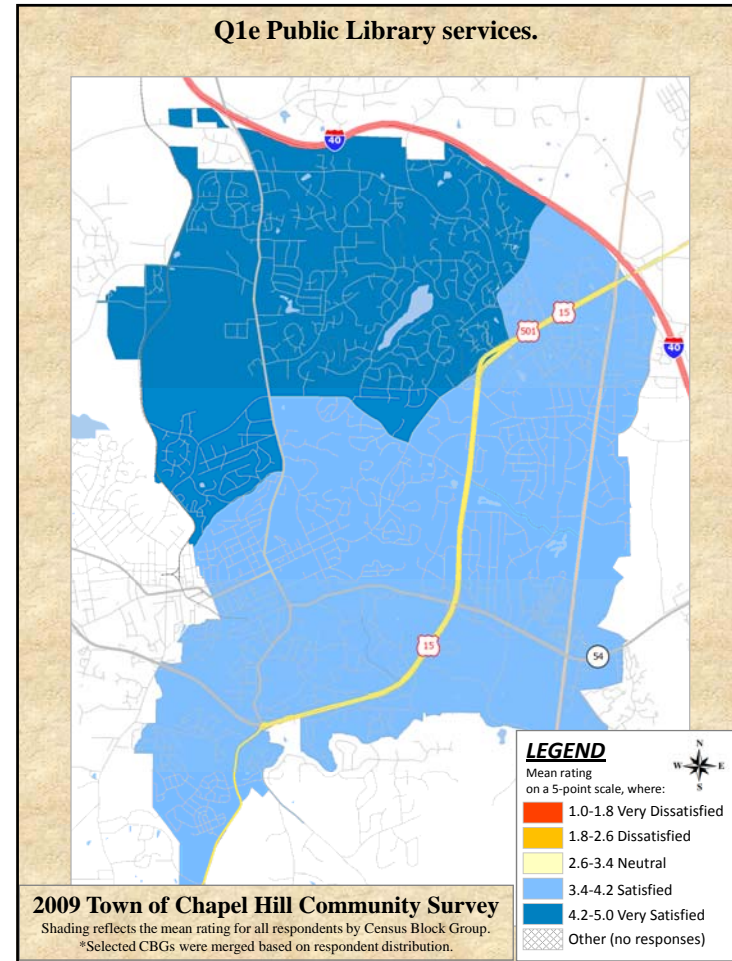 Q1e Public Library services.
40
15
501
40
15
54
LEGEND
N
W E
S
Mean rating
on a 5-point scale, where:
1.0-1.8 Very Dissatisfied
1.8-2.6 Dissatisfied
2.6-3.4 Neutral
3.4-4.2 Satisfied
4.2-5.0 Very Satisfied
Other (no responses)
2009 Town of Chapel Hill Community Survey
Shading reflects the mean rating for all respondents by Census Block Group.
*Selected CBGs were merged based on respondent distribution.